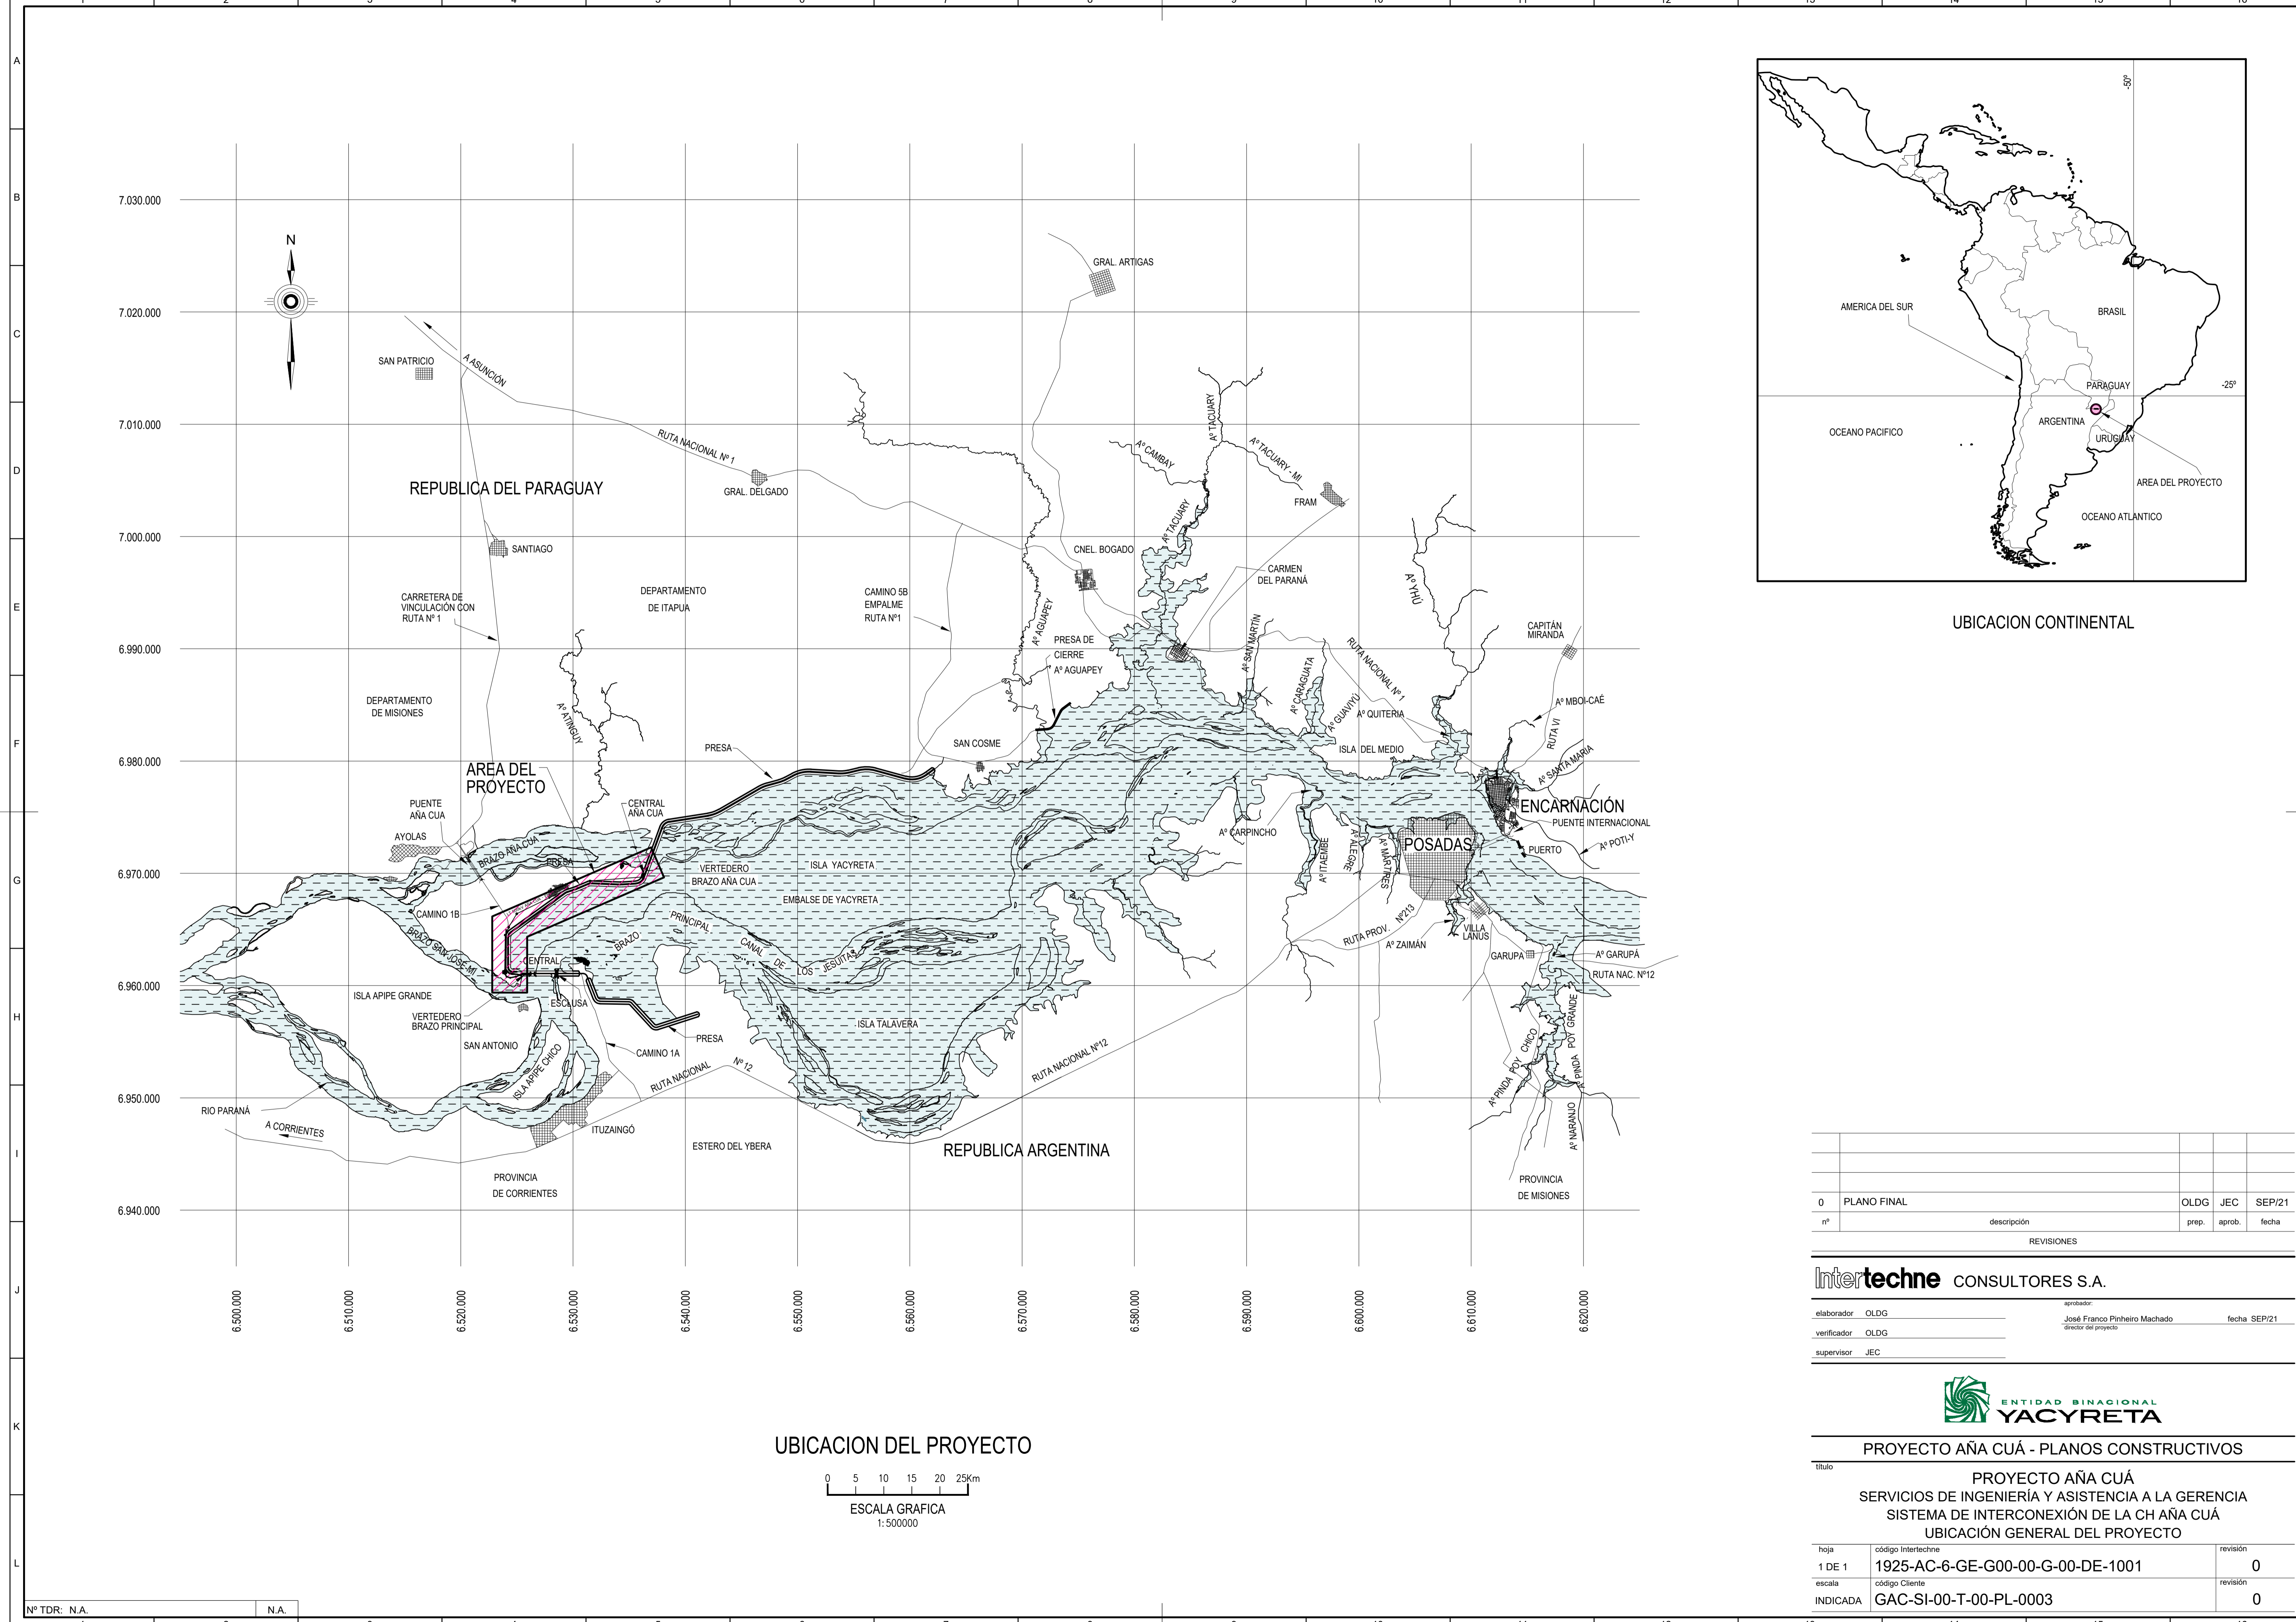 A
B
C
D
E
F
G
H
I
J
K
L
7.030.000
7.020.000
7.010.000
7.000.000
6.990.000
6.980.000
6.970.000
6.960.000
6.950.000
6.940.000
6.500.000
6.510.000
6.520.000
6.530.000
6.540.000
6.550.000
6.560.000
6.570.000
6.580.000
6.590.000
6.600.000
6.610.000
6.620.000
N
GRAL. ARTIGAS
SAN PATRICIO
A ASUNCIÓN
RUTA NACIONAL Nº 1
GRAL. DELGADO
REPUBLICA DEL PARAGUAY
SANTIAGO
Aº TACUARY
Aº CAMBAY
Aº TACUARY - MI
FRAM
Aº TACUARY
CNEL. BOGADO
CARMEN
DEL PARANÁ
Aº YHÚ
CAPITÁN
MIRANDA
CARRETERA DE
VINCULACIÓN CON
RUTA Nº 1
DEPARTAMENTO
DE ITAPUA
CAMINO 5B
EMPALME
RUTA Nº1
Aº AGUAPEY
PRESA DE
CIERRE
Aº AGUAPEY
Aº SAN MARTÍN
Aº CARAGUATA
Aº GUAVIYÚ
RUTA NACIONAL Nº 1
Aº QUITERIA
Aº MBOI-CAÉ
RUTA VI
Aº SANTA MARIA
DEPARTAMENTO
DE MISIONES
Aº ATINGUY
PRESA
SAN COSME
ISLA DEL MEDIO
AREA DEL
PROYECTO
PUENTE
AÑA CUA
AYOLAS
CENTRAL
AÑA CUA
BRAZO AÑA CUA
PRESA
VERTEDERO
BRAZO AÑA CUA
ISLA YACYRETA
EMBALSE DE YACYRETA
ENCARNACIÓN
PUENTE INTERNACIONAL
Aº POTI-Y
PUERTO
POSADAS
Aº CARPINCHO
Aº ITAEMBE
Aº ALEGRE
Aº MARTIRES
CAMINO 1B
BRAZO SAN JOSÉ-MI
CENTRAL
BRAZO
PRINCIPAL
CANAL DE LOS JESUITAS
RUTA PROV. Nº213
Aº ZAIMÁN
VILLA
LANUS
GARUPA
Aº GARUPÁ
RUTA NAC. Nº12
ISLA APIPE GRANDE
VERTEDERO
BRAZO PRINCIPAL
ESCLUSA
SAN ANTONIO
ISLA APIPE CHICO
PRESA
CAMINO 1A
RUTA NACIONAL Nº 12
ISLA TALAVERA
RUTA NACIONAL Nº12
Aº PINDA POY CHICO
Aº PINDA POY GRANDE
Aº NARANJO
RIO PARANÁ
A CORRIENTES
ITUZAINGÓ
ESTERO DEL YBERA
REPUBLICA ARGENTINA
PROVINCIA
DE CORRIENTES
PROVINCIA
DE MISIONES
UBICACION DEL PROYECTO
0 5 10 15 20 25Km
ESCALA GRAFICA
1: 500000
-50º
AMERICA DEL SUR
BRASIL
PARAGUAY
-25º
ARGENTINA
OCEANO PACIFICO
URUGUAY
AREA DEL PROYECTO
OCEANO ATLANTICO
UBICACION CONTINENTAL
0 PLANO FINAL OLDG JEC SEP/21
nº descripción prep. aprob. fecha
REVISIONES
Intertechne CONSULTORES S.A.
elaborador OLDG
verificador OLDG
supervisor JEC
aprobador:
José Franco Pinheiro Machado fecha SEP/21
director del proyecto
ENTIDAD BINACIONAL
YACYRETA
PROYECTO AÑA CUÁ - PLANOS CONSTRUCTIVOS
título
PROYECTO AÑA CUÁ
SERVICIOS DE INGENIERÍA Y ASISTENCIA A LA GERENCIA
SISTEMA DE INTERCONEXIÓN DE LA CH AÑA CUÁ
UBICACIÓN GENERAL DEL PROYECTO
hoja código Intertechne revisión
1 DE 1 1925-AC-6-GE-G00-00-G-00-DE-1001 0
escala código Cliente revisión
INDICADA GAC-SI-00-T-00-PL-0003 0
Nº TDR: N.A. N.A.